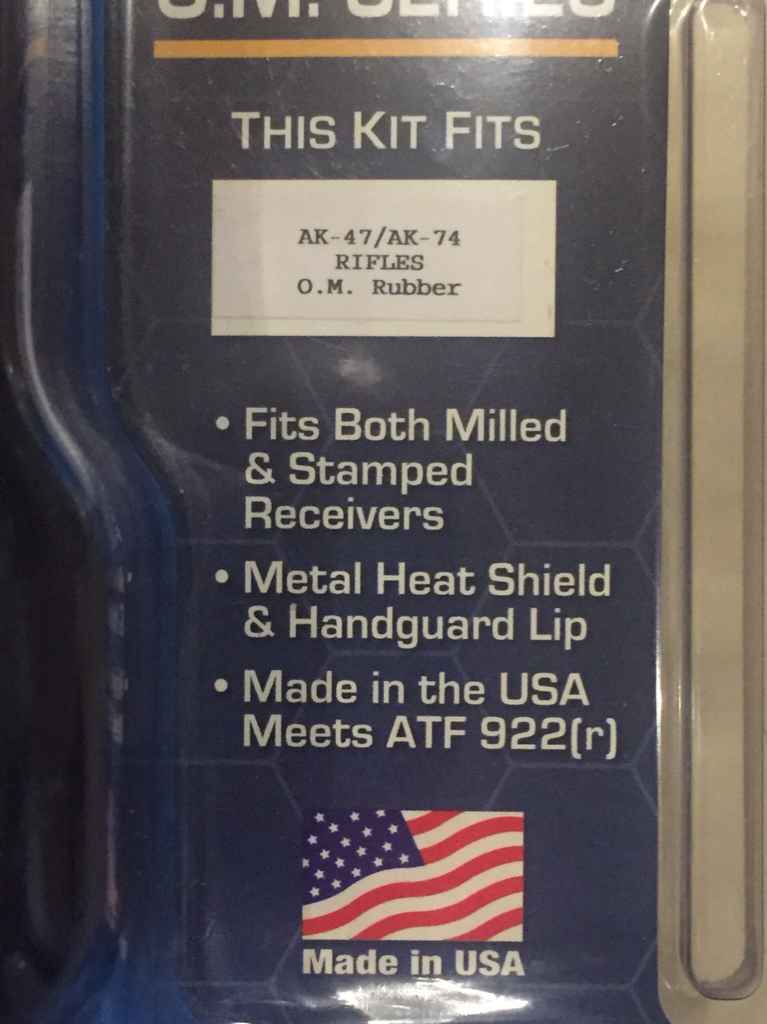 O.M. SERIES
THIS KIT FITS
AK-47/AK-74
RIFLES
O.M. Rubber
• Fits Both Milled
& Stamped
Receivers
• Metal Heat Shield
& Handguard Lip
• Made in the USA
Meets ATF 922(r)
Made in USA